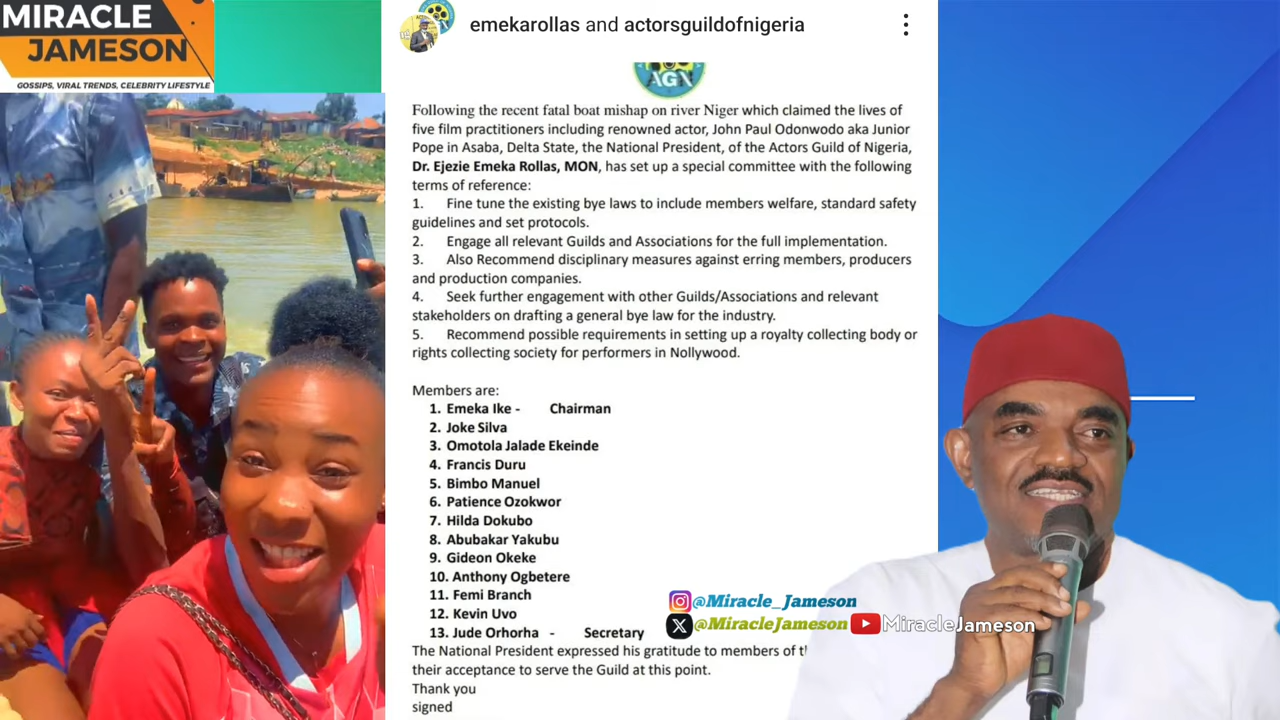 MIRACLE
JAMESON
GOSSIPS, VIRAL TRENDS, CELEBRITY LIFESTYLE
emekarollas and actorsguildofnigeria
AGN
Following the recent fatal boat mishap on river Niger which claimed the lives of
five film practitioners including renowned actor, John Paul Odonwodo aka Junior
Pope in Asaba, Delta State, the National President, of the Actors Guild of Nigeria,
Dr. Ejezie Emeka Rollas, MON, has set up a special committee with the following
terms of reference:
1. Fine tune the existing bye laws to include members welfare, standard safety
guidelines and set protocols.
2. Engage all relevant Guilds and Associations for the full implementation.
3. Also Recommend disciplinary measures against erring members, producers
and production companies.
4. Seek further engagement with other Guilds/Associations and relevant
stakeholders on drafting a general bye law for the industry.
5. Recommend possible requirements in setting up a royalty collecting body or
rights collecting society for performers in Nollywood.
Members are:
1. Emeka Ike - Chairman
2. Joke Silva
3. Omotola Jalade Ekeinde
4. Francis Duru
5. Bimbo Manuel
6. Patience Ozokwor
7. Hilda Dokubo
8. Abubakar Yakubu
9. Gideon Okeke
10. Anthony Ogbetere
11. Femi Branch
12. Kevin Uvo
13. Jude Orhorha - Secretary
@Miracle_Jameson
@MiracleJameson MiracleJameson
The National President expressed his gratitude to members of
their acceptance to serve the Guild at this point.
Thank you
signed